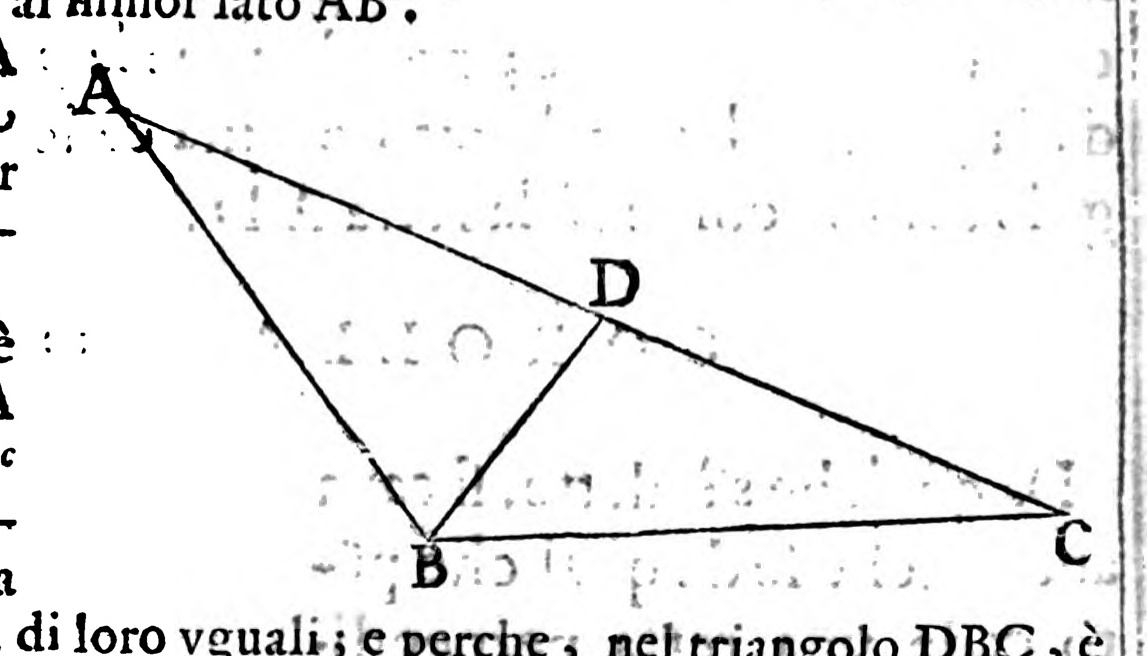 al minor lato AB .
A
A
r
-
D
è
A
c
B
C
a
di loro vguali ; e perche , nel triangolo DBC , è